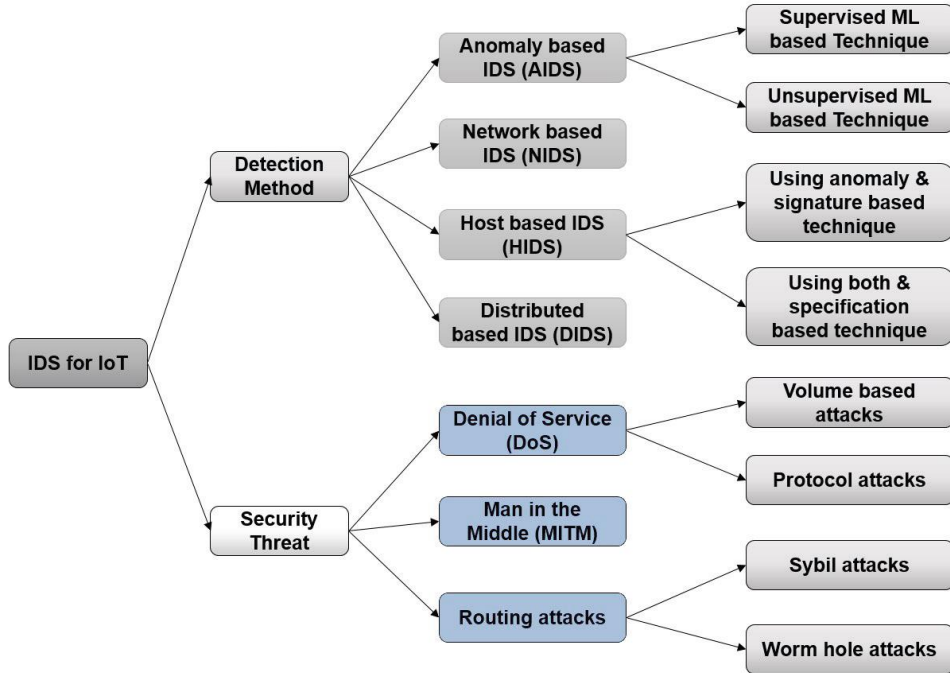 IDS for IoT
Detection
Method
Security
Threat
Anomaly based
IDS (AIDS)
Network based
IDS (NIDS)
Host based IDS
(HIDS)
Distributed
based IDS (DIDS)
Denial of Service
(DoS)
Man in the
Middle (MITM)
Routing attacks
Supervised ML
based Technique
Unsupervised ML
based Technique
Using anomaly &
signature based
technique
Using both &
specification
based technique
Volume based
attacks
Protocol attacks
Sybil attacks
Worm hole attacks